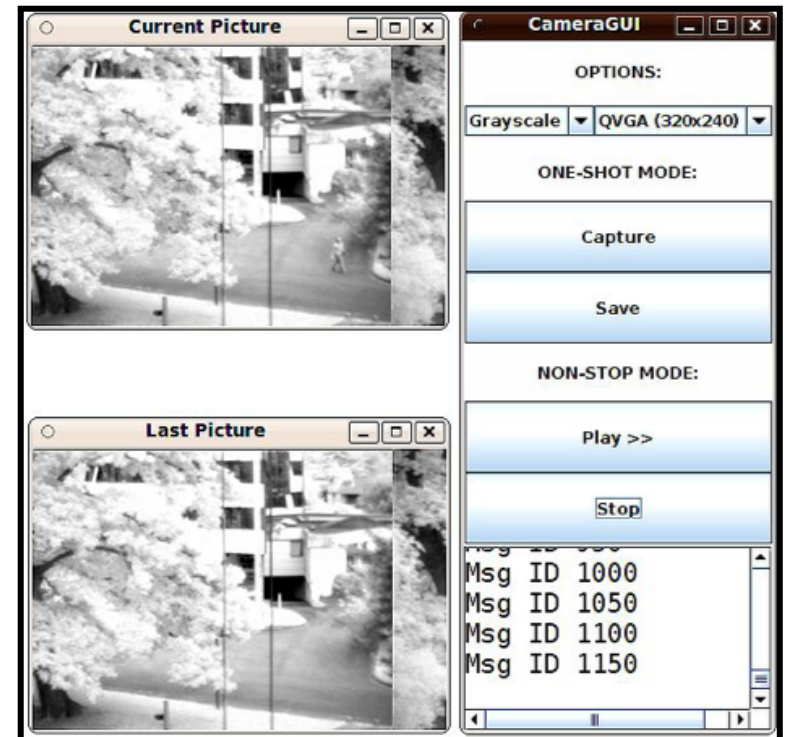 Current Picture
CameraGUI
OPTIONS:
Grayscale QVGA (320x240)
ONE-SHOT MODE:
Capture
Save
NON-STOP MODE:
Last Picture
Play >>
Stop
Msg ID 1000
Msg ID 1050
Msg ID 1100
Msg ID 1150